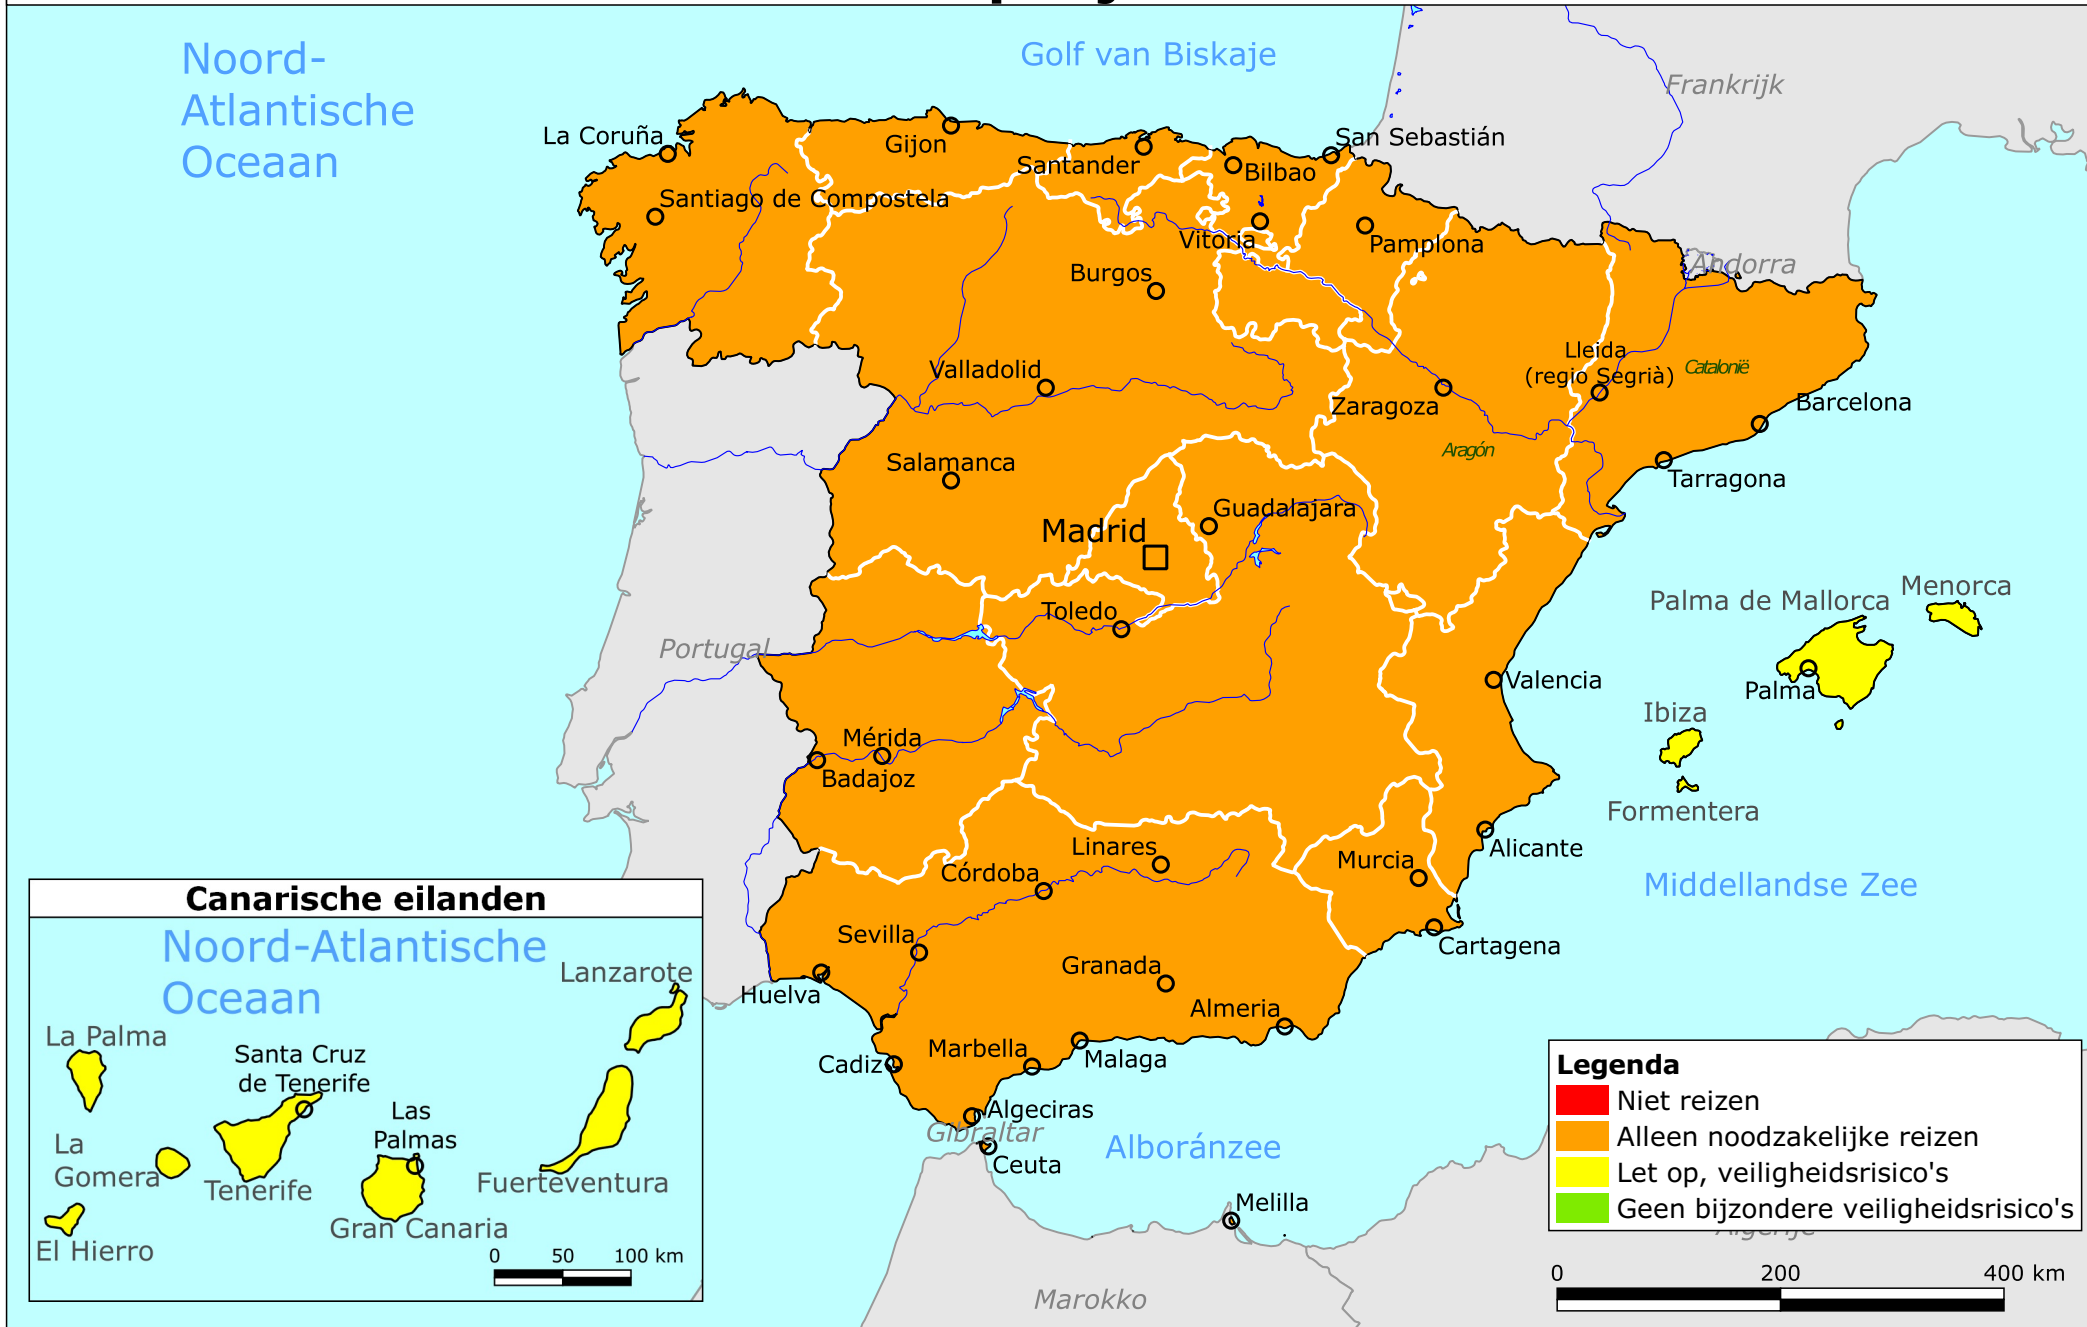 Noord-
Atlantische
Oceaan
Golf van Biskaje
Frankrijk
La Coruña
Gijon
Santander
San Sebastián
Bilbao
Santiago de Compostela
Vitoria
Pamplona
Andorra
Burgos
Lleida
(regio Segrià)
Catalonië
Valladolid
Zaragoza
Barcelona
Aragón
Salamanca
Tarragona
Guadalajara
Madrid
Menorca
Palma de Mallorca
Toledo
Portugal
Valencia
Palma
Ibiza
Mérida
Badajoz
Formentera
Linares
Alicante
Murcia
Córdoba
Middellandse Zee
Sevilla
Cartagena
Granada
Huelva
Almeria
Marbella
Malaga
Cadiz
Algeciras
Gibraltar
Alboránzee
Ceuta
Melilla
Marokko
Algerije
Canarische eilanden
Noord-Atlantische
Oceaan
Lanzarote
La Palma
Santa Cruz
de Tenerife
Las
Palmas
La
Gomera
Tenerife
Fuerteventura
Gran Canaria
El Hierro
0 50 100 km
Legenda
Niet reizen
Alleen noodzakelijke reizen
Let op, veiligheidsrisico's
Geen bijzondere veiligheidsrisico's
0 200 400 km